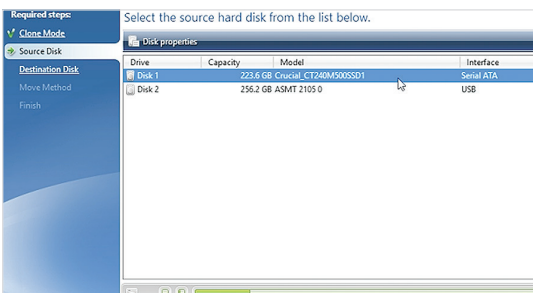 Required steps:
Clone Mode
Source Disk
Destination Disk
Move Method
Finish
Select the source hard disk from the list below.
Disk properties
Drive Capacity Model Interface
Disk 1 223.6 GB Crucial_CT240M500SSD1 Serial ATA
Disk 2 256.2 GB ASMT 2105 0 USB